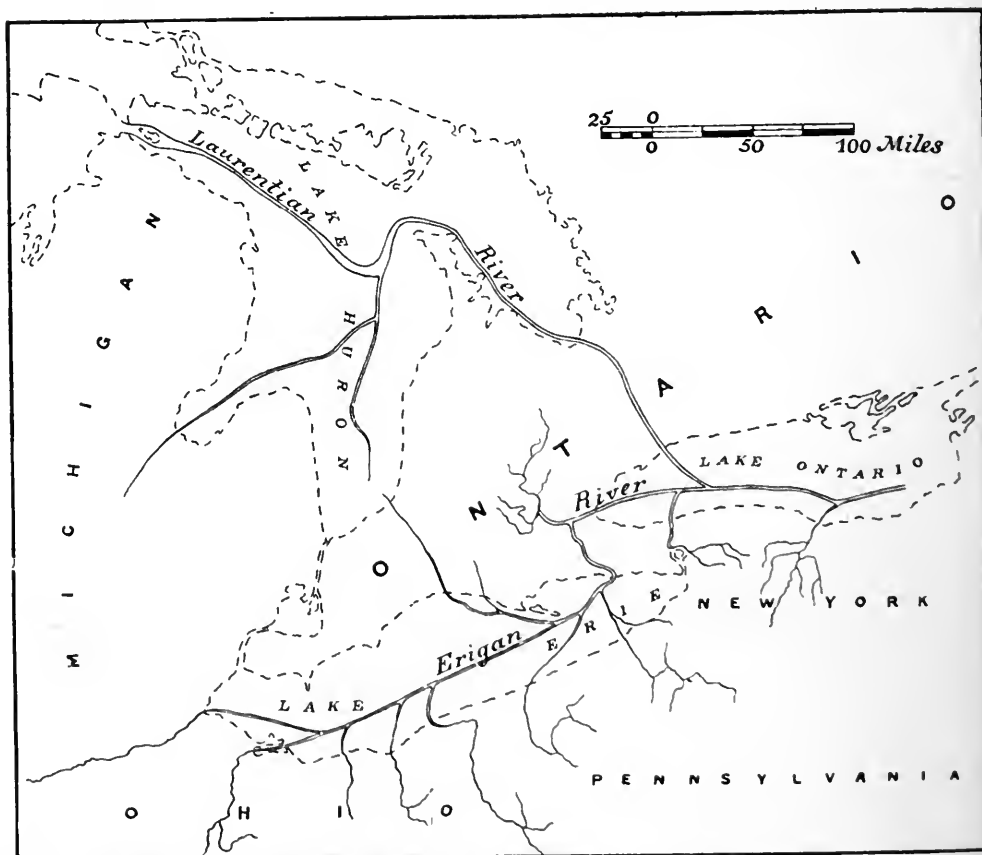 25 0
0 50 100 Miles
Laurentian River
LAKE HURON
MICHIGAN
ONTARIO
LAKE ONTARIO
River
Erigan
LAKE ERIE
NEW YORK
PENNSYLVANIA
OHIO